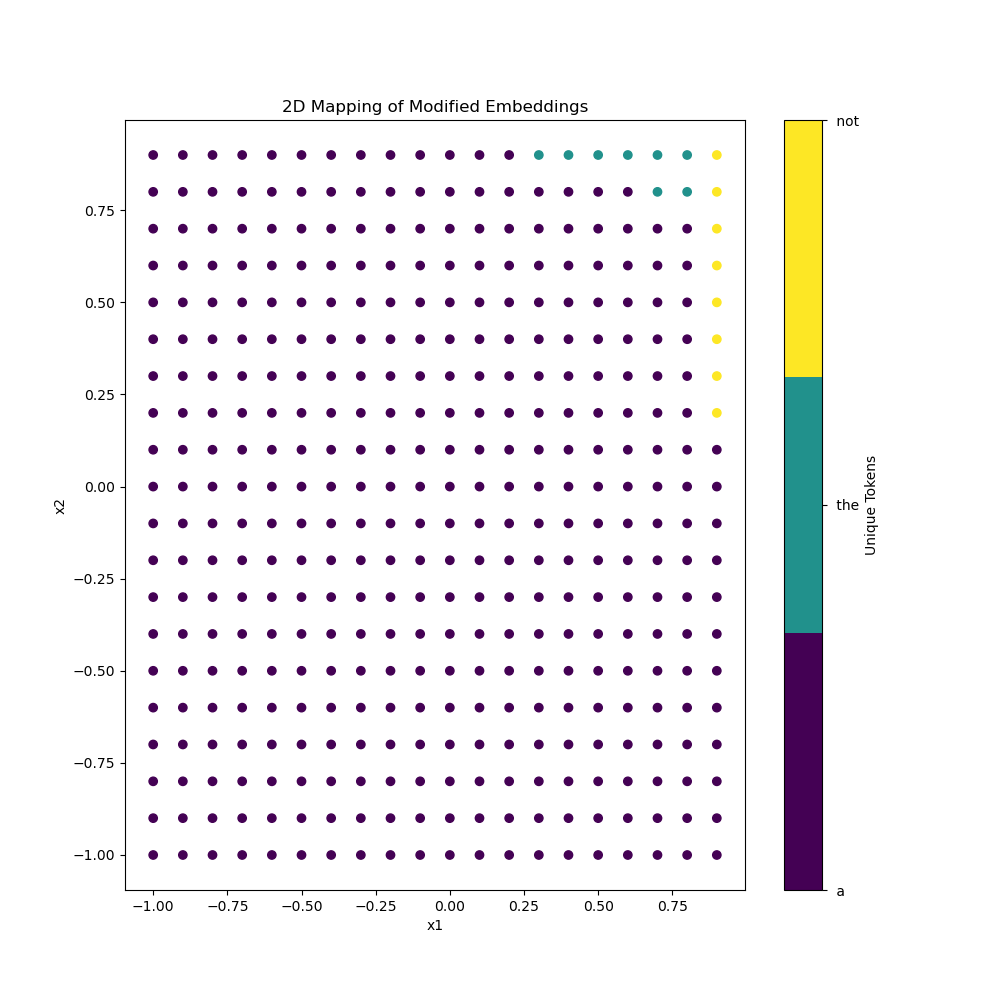 2D Mapping of Modified Embeddings
not
the
a
Unique Tokens
0.75
0.50
0.25
0.00
−0.25
−0.50
−0.75
−1.00
x2
−1.00 −0.75 −0.50 −0.25 0.00 0.25 0.50 0.75
x1